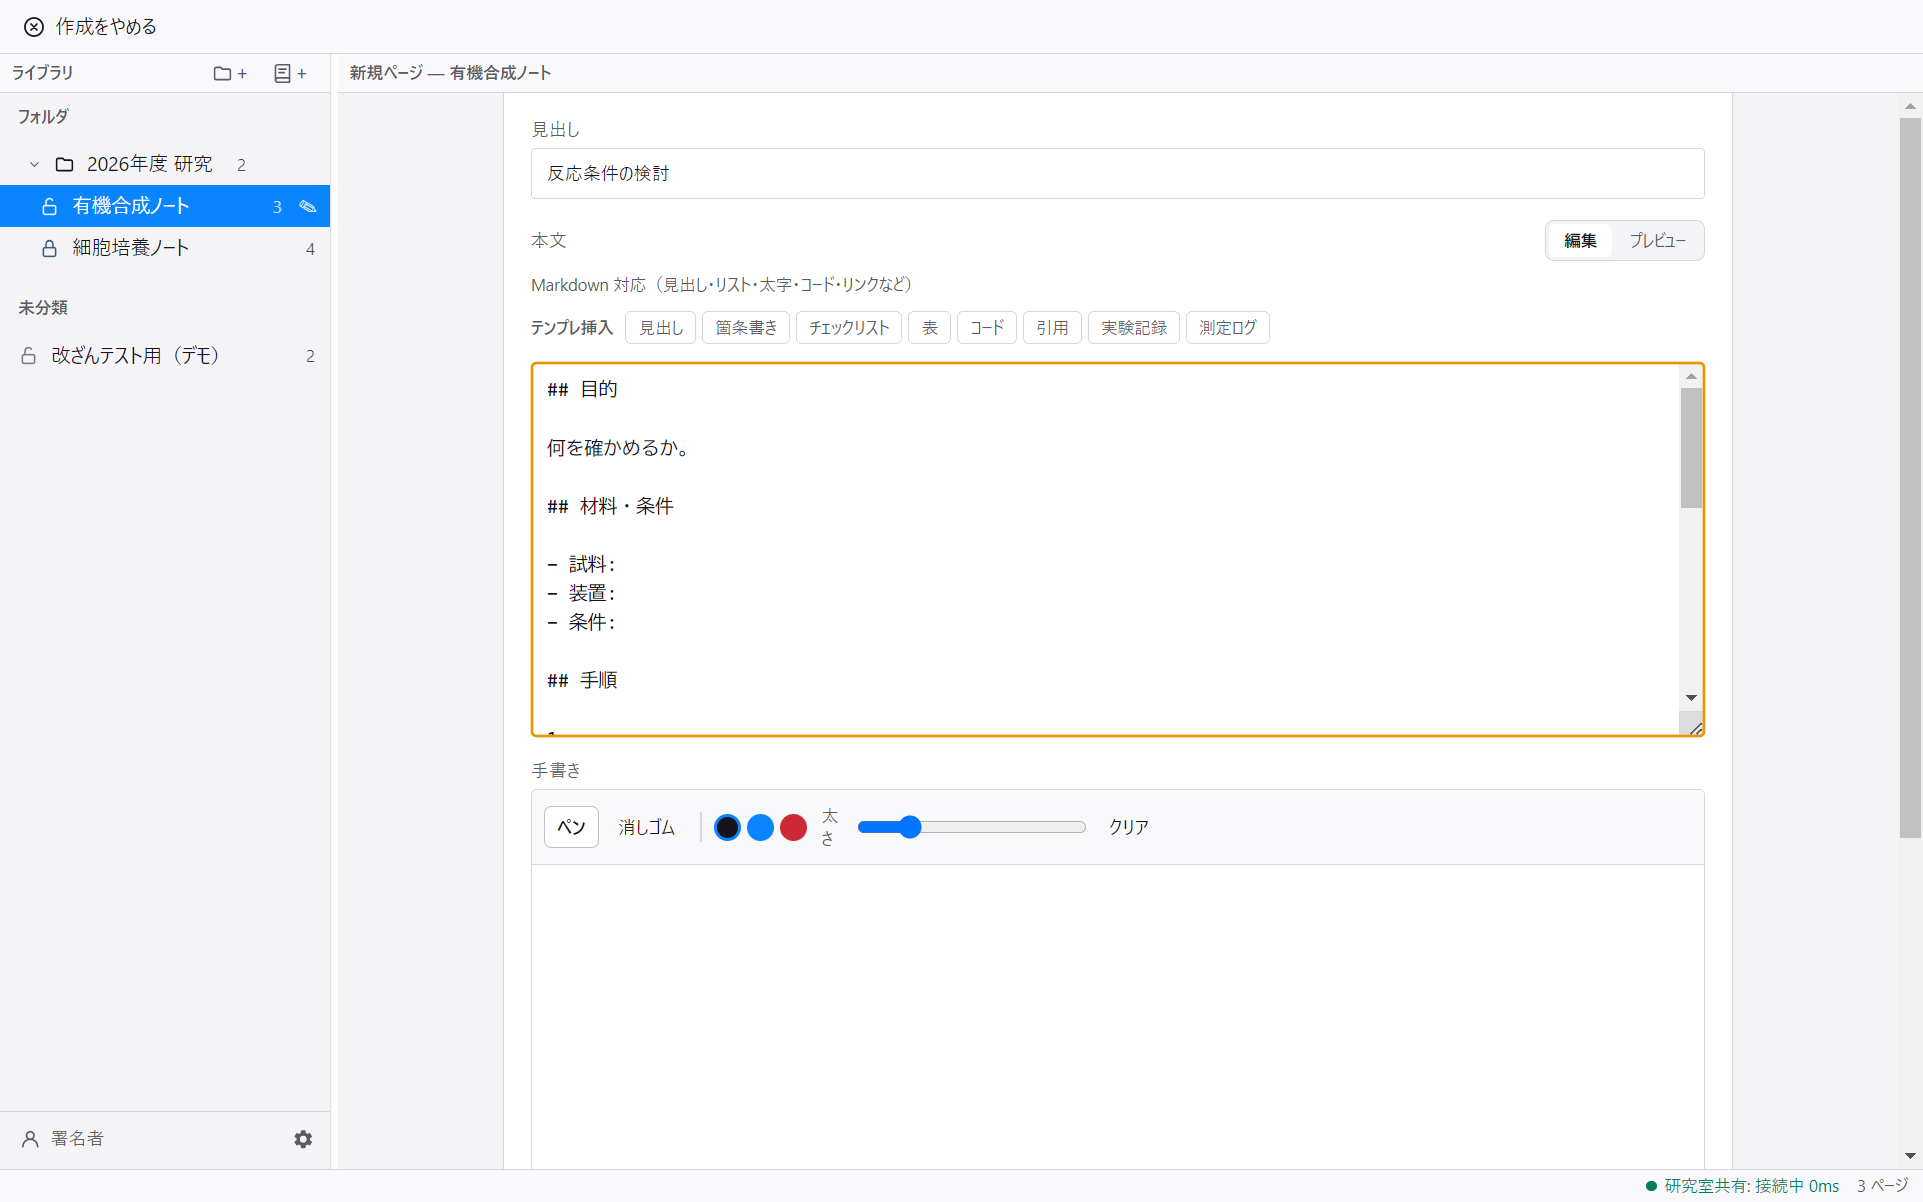 作成をやめる
ライブラリ
新規ページ — 有機合成ノート
フォルダ
2026年度 研究 2
有機合成ノート 3
細胞培養ノート 4
未分類
改ざんテスト用（デモ） 2
見出し
反応条件の検討
本文
編集 プレビュー
Markdown 対応（見出し・リスト・太字・コード・リンクなど）
テンプレ挿入 見出し 箇条書き チェックリスト 表 コード 引用 実験記録 測定ログ
## 目的
何を確かめるか。
## 材料・条件
- 試料:
- 装置:
- 条件:
## 手順
手書き
ペン 消しゴム 太さ クリア
署名者
研究室共有: 接続中 0ms 3 ページ